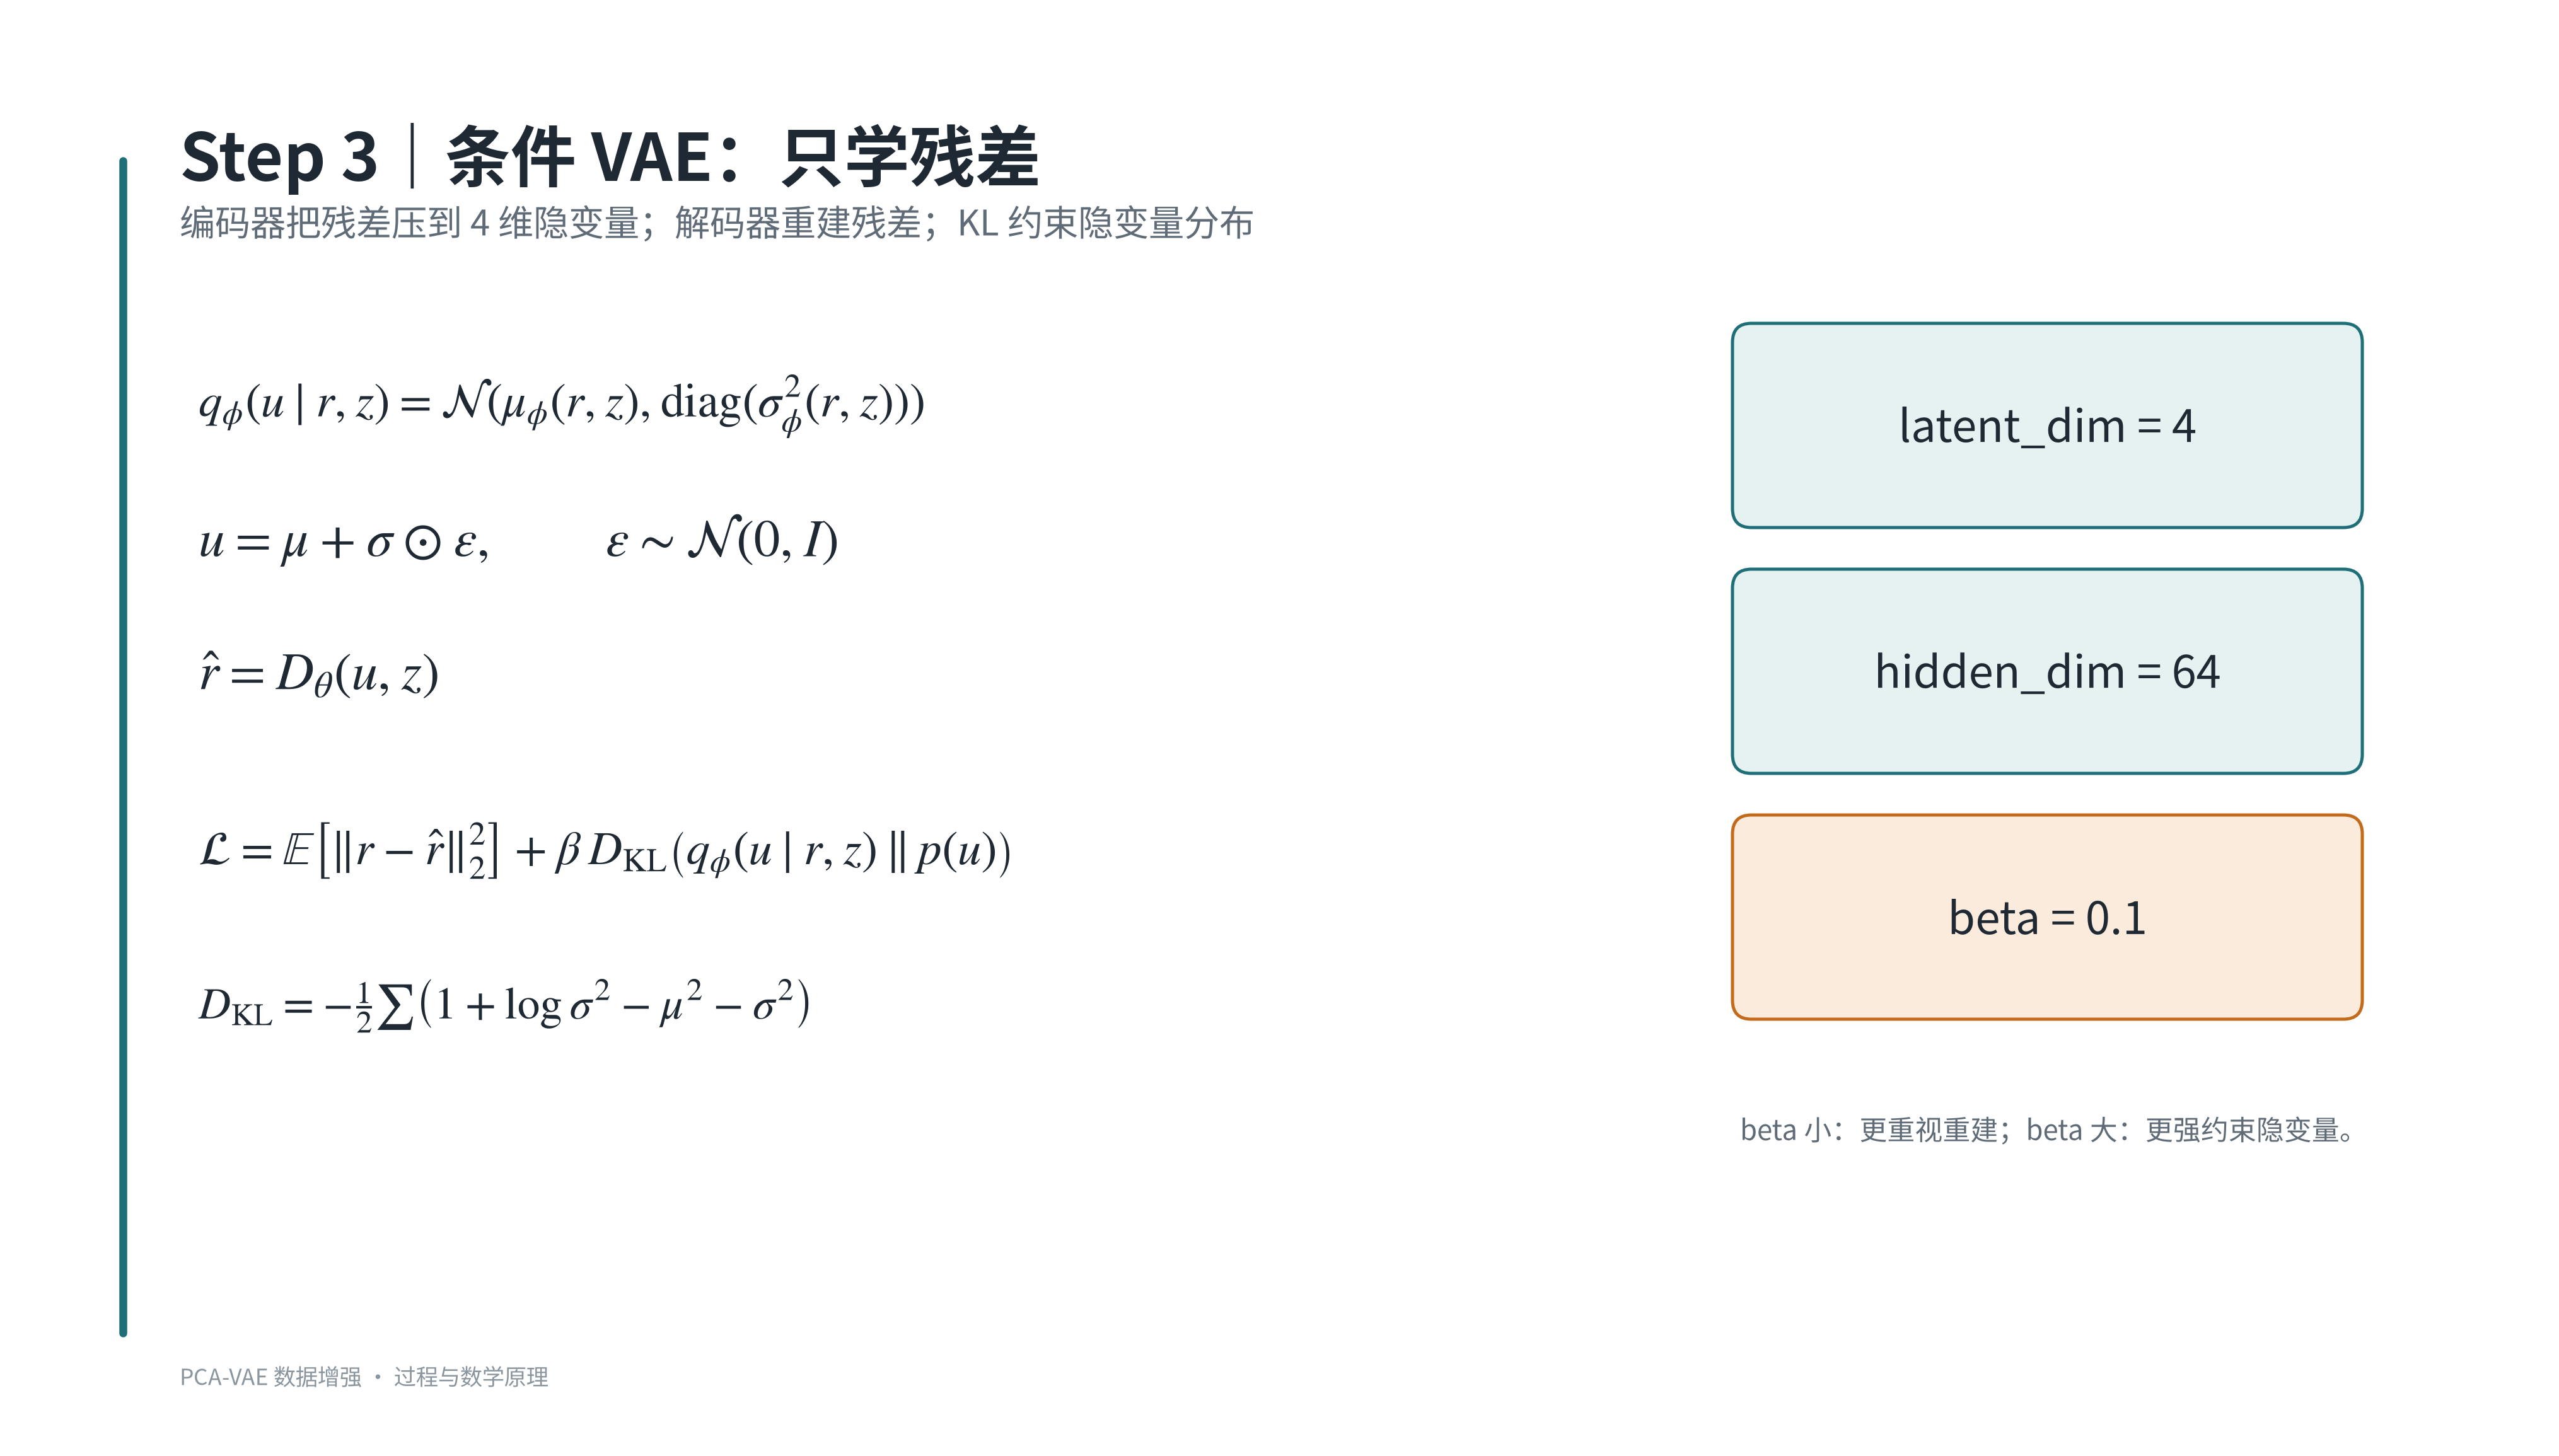 Step 3｜条件 VAE：只学残差
编码器把残差压到 4 维隐变量；解码器重建残差；KL 约束隐变量分布
q_ϕ(u | r, z) = 𝒩(μ_ϕ(r, z), diag(σ_ϕ^2(r, z)))
u = μ + σ ⊙ ε,  ε ∼ 𝒩(0, I)
r̂ = D_θ(u, z)
ℒ = 𝔼[‖r − r̂‖_2^2] + β D_KL(q_ϕ(u | r, z) ‖ p(u))
D_KL = −½∑(1 + log σ^2 − μ^2 − σ^2)
latent_dim = 4
hidden_dim = 64
beta = 0.1
beta 小：更重视重建；beta 大：更强约束隐变量。
PCA-VAE 数据增强 · 过程与数学原理